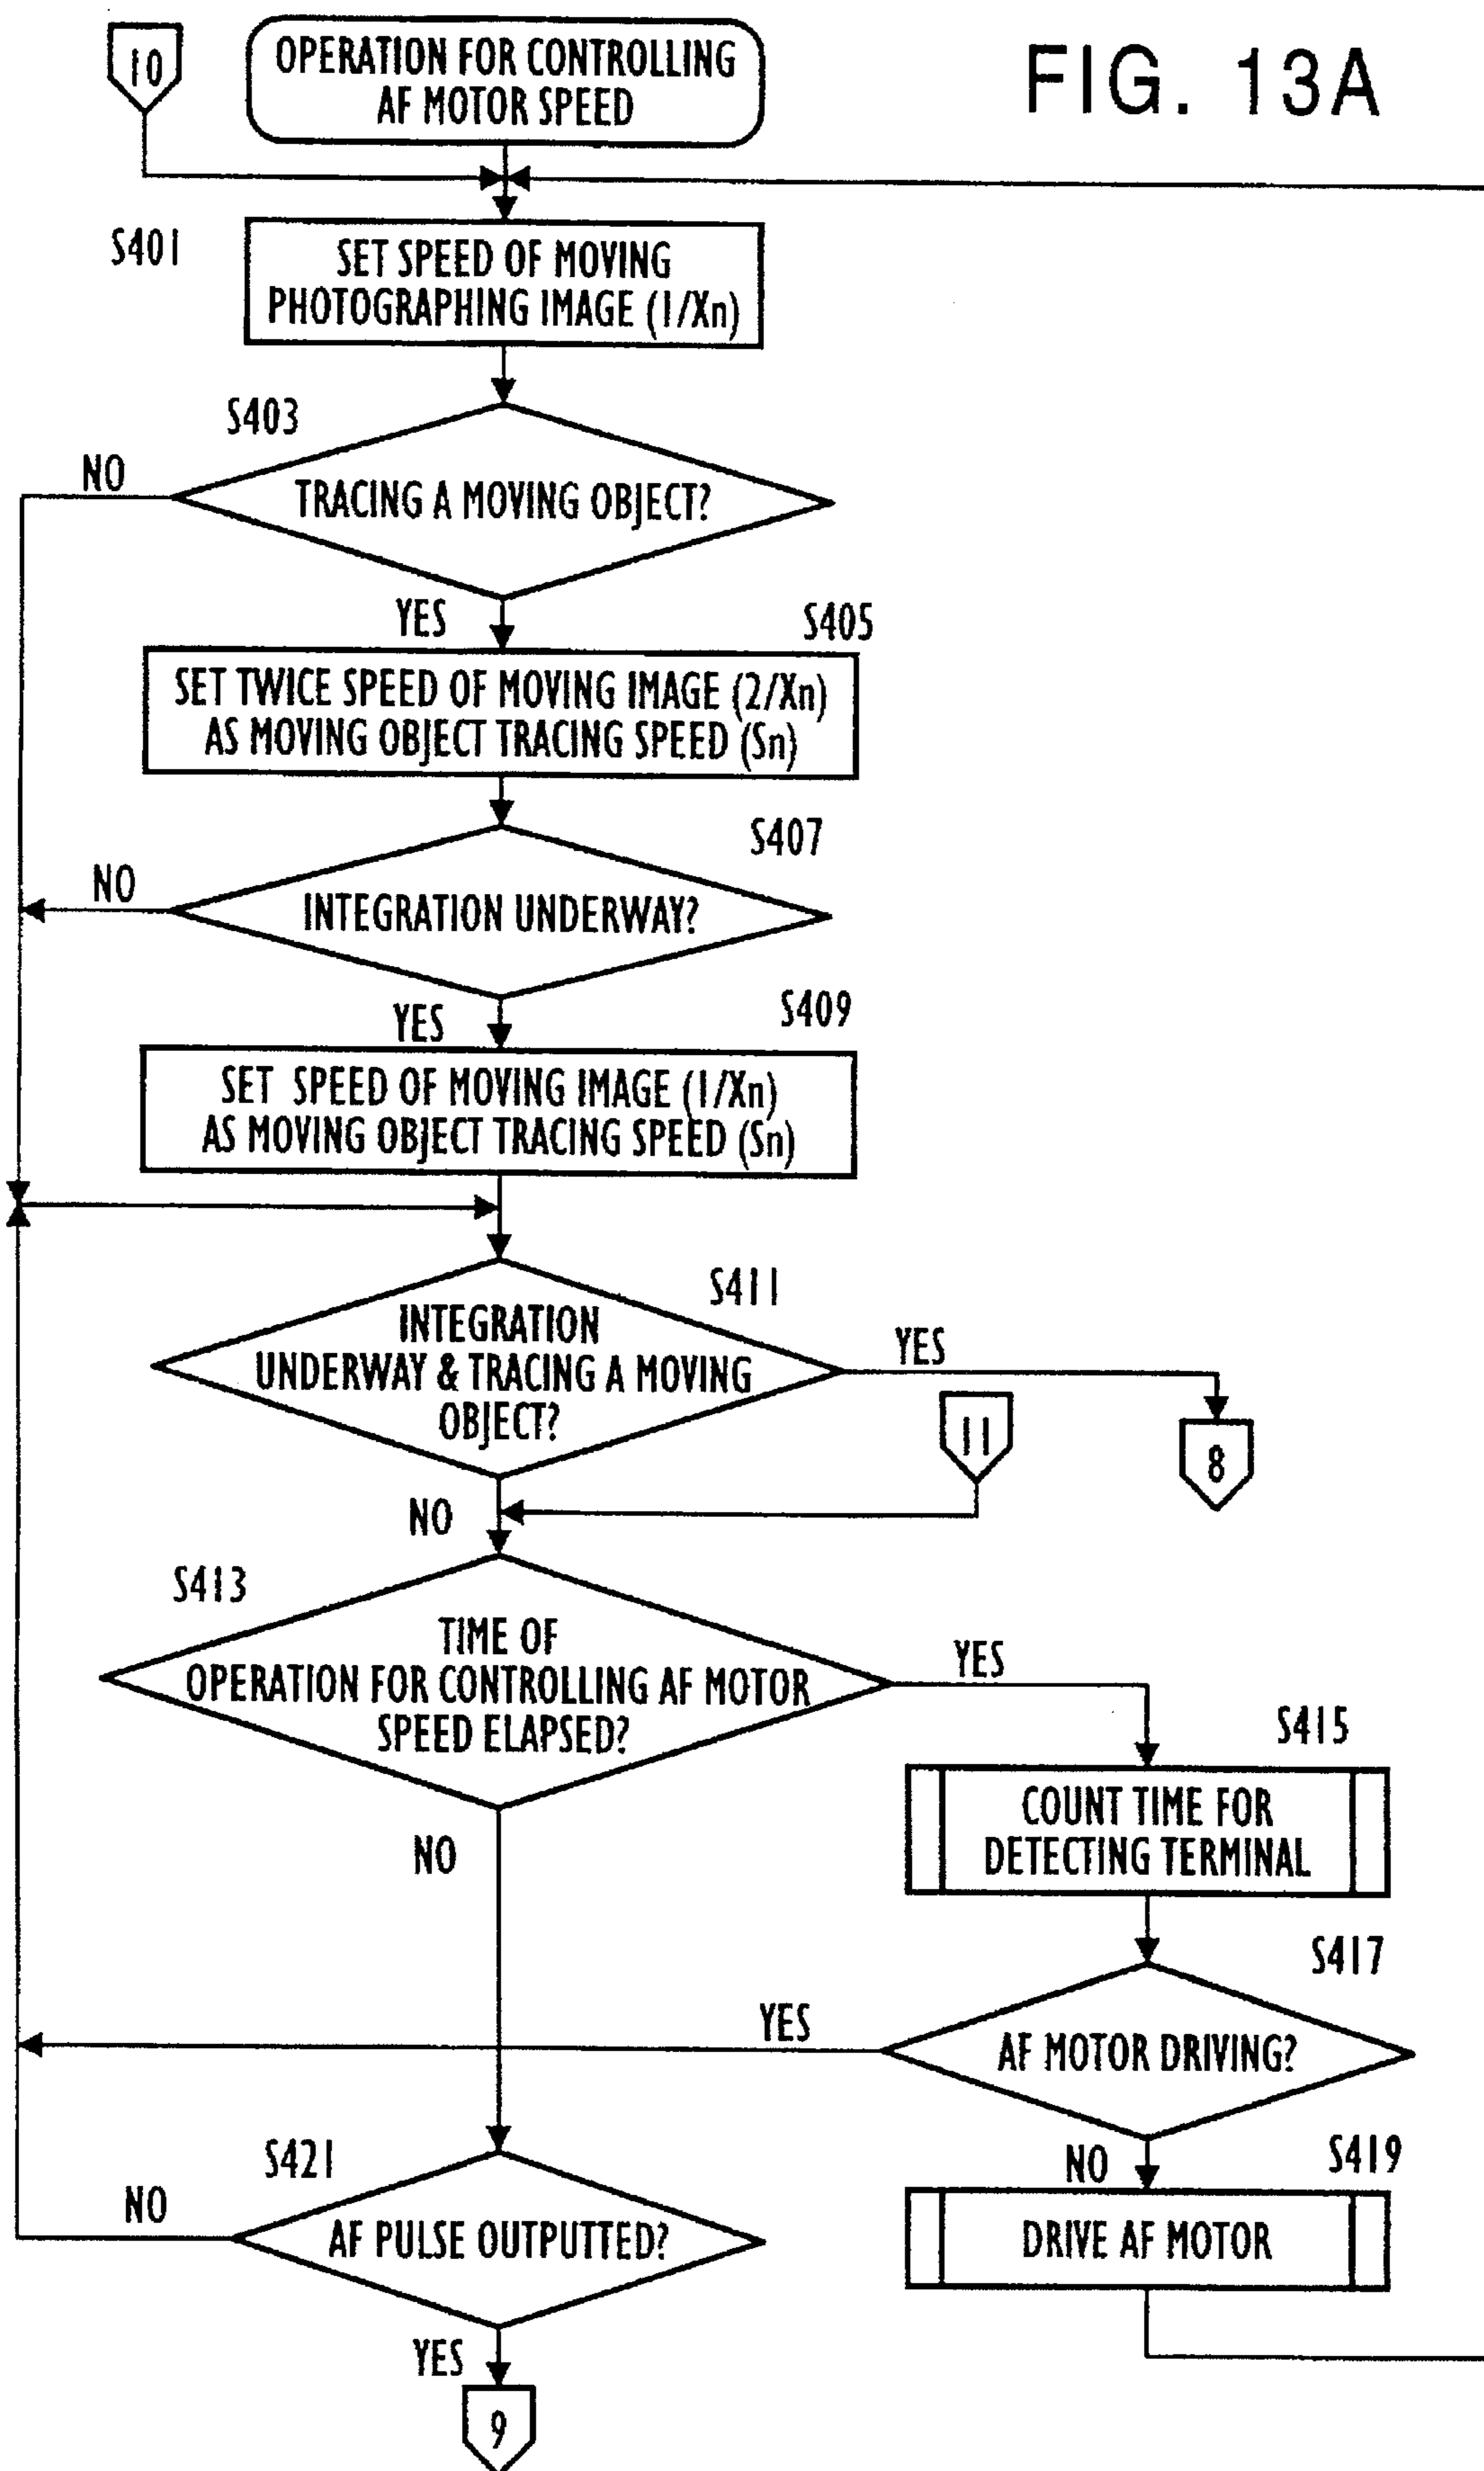 10
OPERATION FOR CONTROLLING
AF MOTOR SPEED
FIG. 13A
S401
SET SPEED OF MOVING
PHOTOGRAPHING IMAGE (1/Xn)
S403
NO
TRACING A MOVING OBJECT?
YES
S405
SET TWICE SPEED OF MOVING IMAGE (2/Xn)
AS MOVING OBJECT TRACING SPEED (Sn)
S407
NO
INTEGRATION UNDERWAY?
YES
S409
SET SPEED OF MOVING IMAGE (1/Xn)
AS MOVING OBJECT TRACING SPEED (Sn)
S411
INTEGRATION
UNDERWAY & TRACING A MOVING
OBJECT?
YES
11
8
NO
S413
TIME OF
OPERATION FOR CONTROLLING AF MOTOR
SPEED ELAPSED?
YES
S415
COUNT TIME FOR
DETECTING TERMINAL
NO
S417
YES
AF MOTOR DRIVING?
S421
NO
S419
NO
AF PULSE OUTPUTTED?
DRIVE AF MOTOR
YES
9